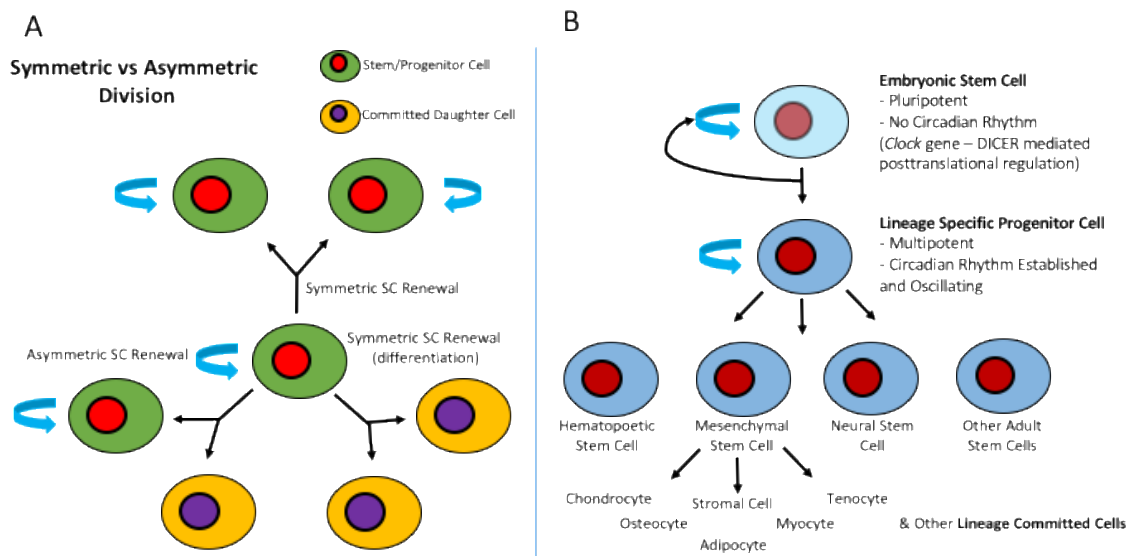 A
Symmetric vs Asymmetric
Division
Stem/Progenitor Cell
Committed Daughter Cell
Symmetric SC Renewal
Asymmetric SC Renewal
Symmetric SC Renewal
(differentiation)
B
Embryonic Stem Cell
- Pluripotent
- No Circadian Rhythm
(Clock gene – DICER mediated
posttranslational regulation)
Lineage Specific Progenitor Cell
- Multipotent
- Circadian Rhythm Established
and Oscillating
Hematopoetic
Stem Cell
Mesenchymal
Stem Cell
Neural Stem
Cell
Other Adult
Stem Cells
Chondrocyte
Osteocyte
Stromal Cell
Adipocyte
Myocyte
Tenocyte
& Other Lineage Committed Cells